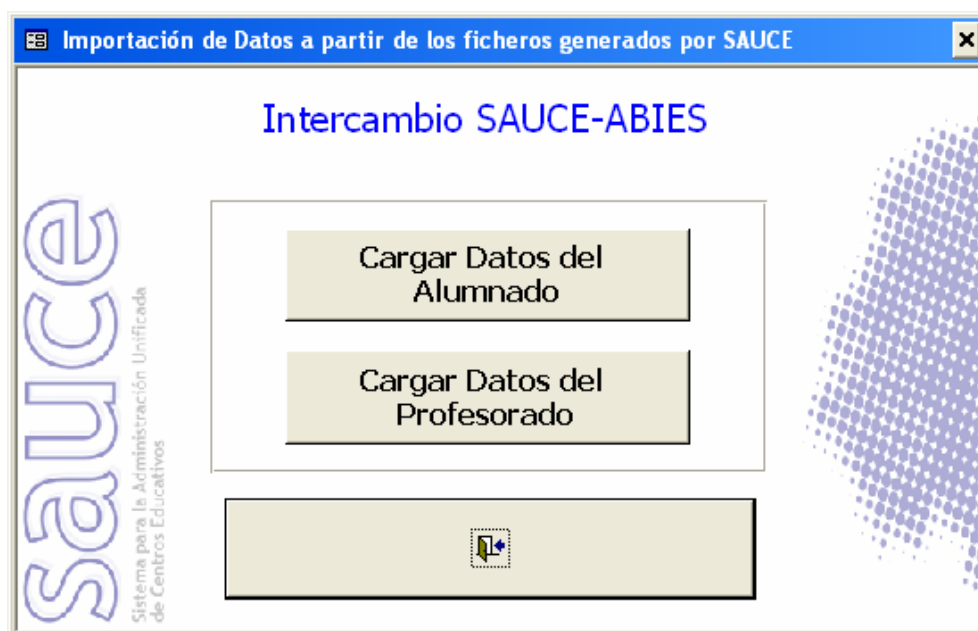 Importación de Datos a partir de los ficheros generados por SAUCE
Intercambio SAUCE-ABIES
Cargar Datos del
Alumnado
Cargar Datos del
Profesorado
sauce
Sistema para la Administración Unificada
de Centros Educativos